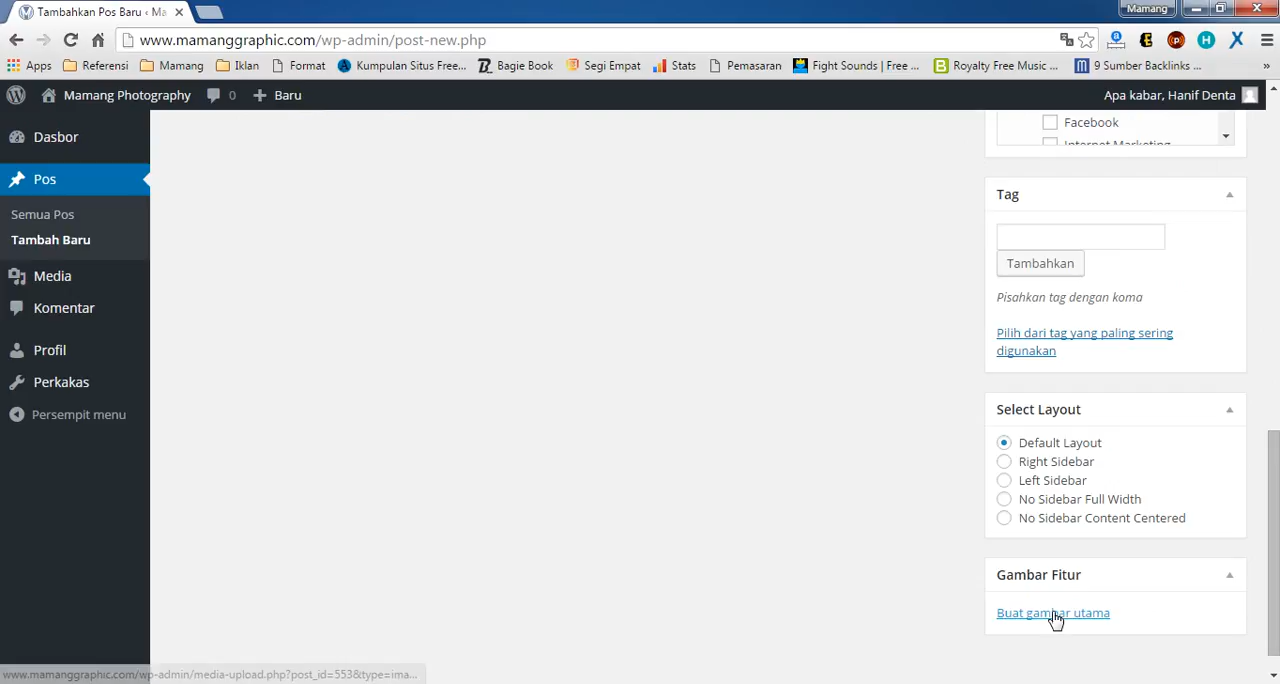 Tambahkan Pos Baru ‹ Ma
Mamang
www.mamanggraphic.com/wp-admin/post-new.php
Apps Referensi Mamang Iklan Format Kumpulan Situs Free... Bagie Book Segi Empat Stats Pemasaran Fight Sounds | Free ... Royalty Free Music ... 9 Sumber Backlinks ... »
Mamang Photography 0 Baru Apa kabar, Hanif Denta
Dasbor
Pos
Semua Pos
Tambah Baru
Media
Komentar
Profil
Perkakas
Persempit menu
Facebook
Internet Marketing
Tag
Tambahkan
Pisahkan tag dengan koma
Pilih dari tag yang paling sering
digunakan
Select Layout
Default Layout
Right Sidebar
Left Sidebar
No Sidebar Full Width
No Sidebar Content Centered
Gambar Fitur
Buat gambar utama
www.mamanggraphic.com/wp-admin/media-upload.php?post_id=553&type=ima...